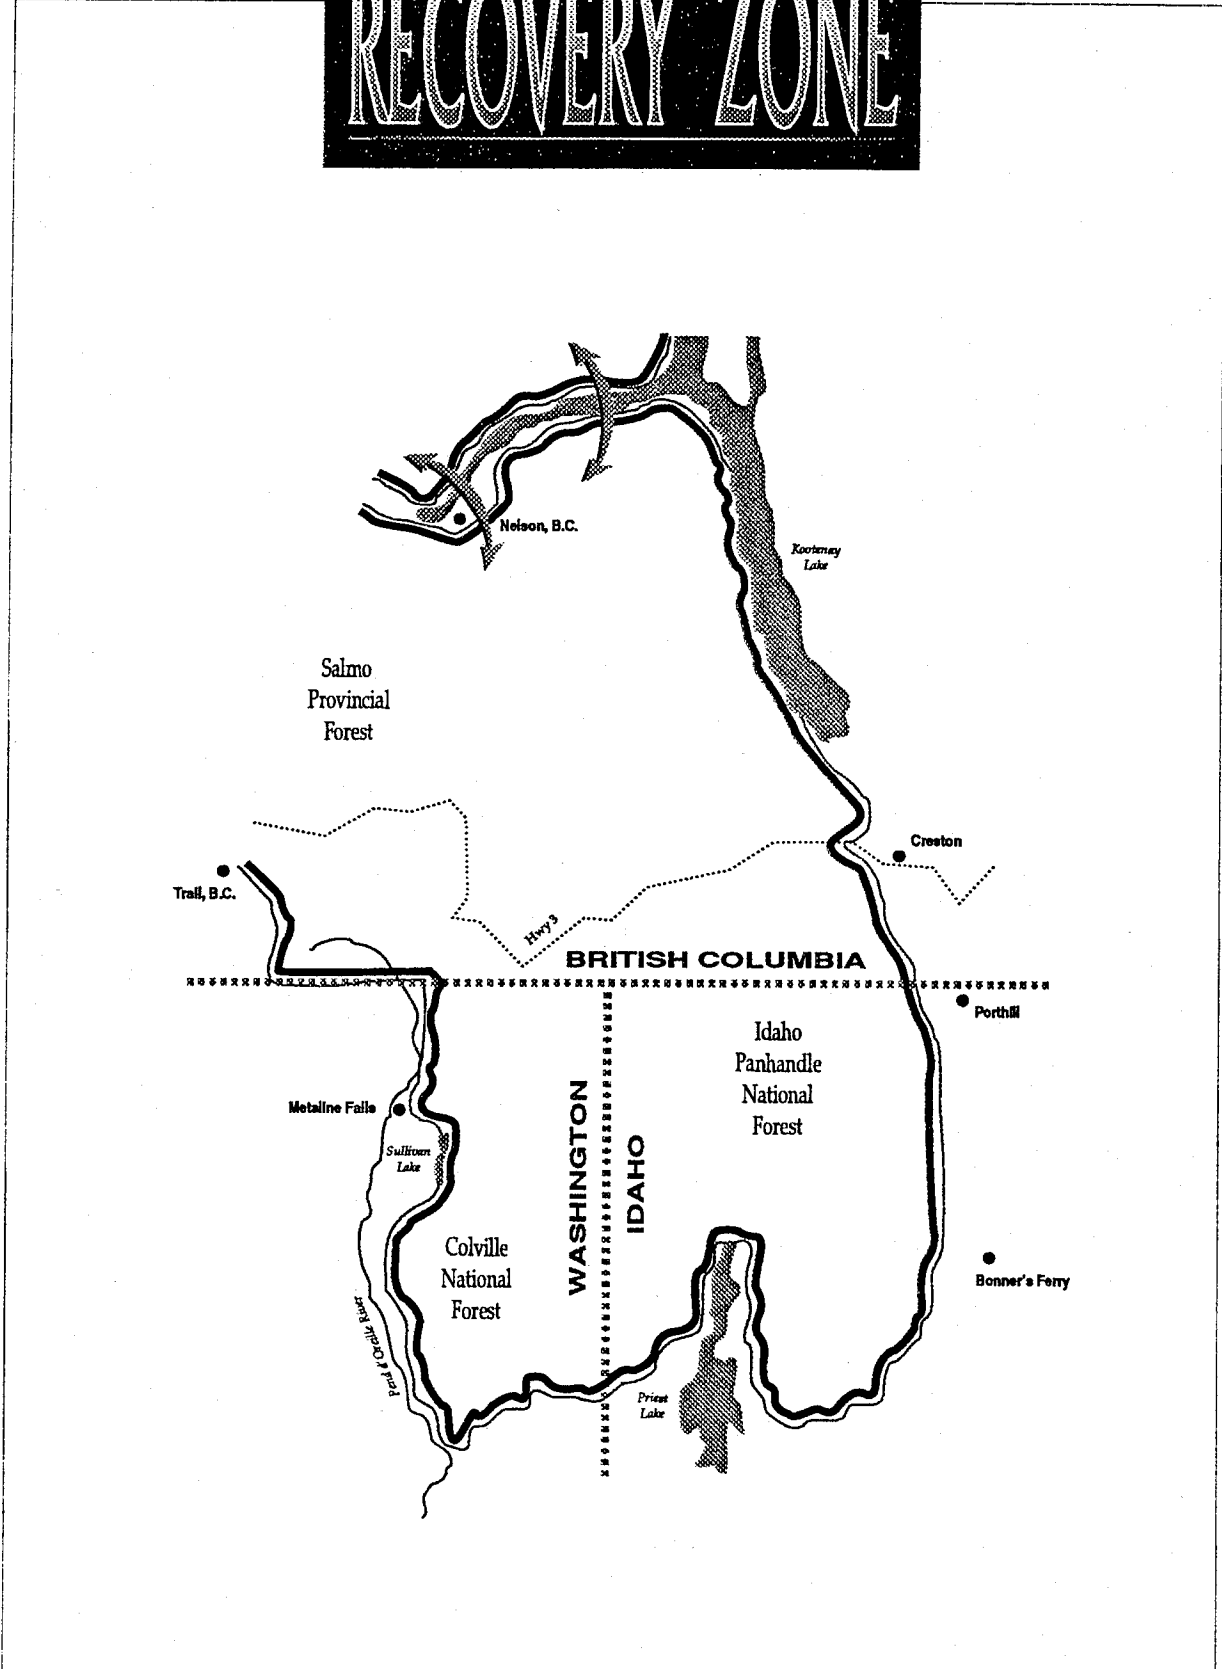 RECOVERY ZONE
Nelson, B.C.
Kootenay
Lake
Salmo
Provincial
Forest
Creston
Trail, B.C.
Hwy 3
BRITISH COLUMBIA
Porthill
Idaho
Panhandle
National
Forest
WASHINGTON
IDAHO
Metaline Falls
Sullivan
Lake
Colville
National
Forest
Bonner's Ferry
Pend d'Oreille River
Priest
Lake